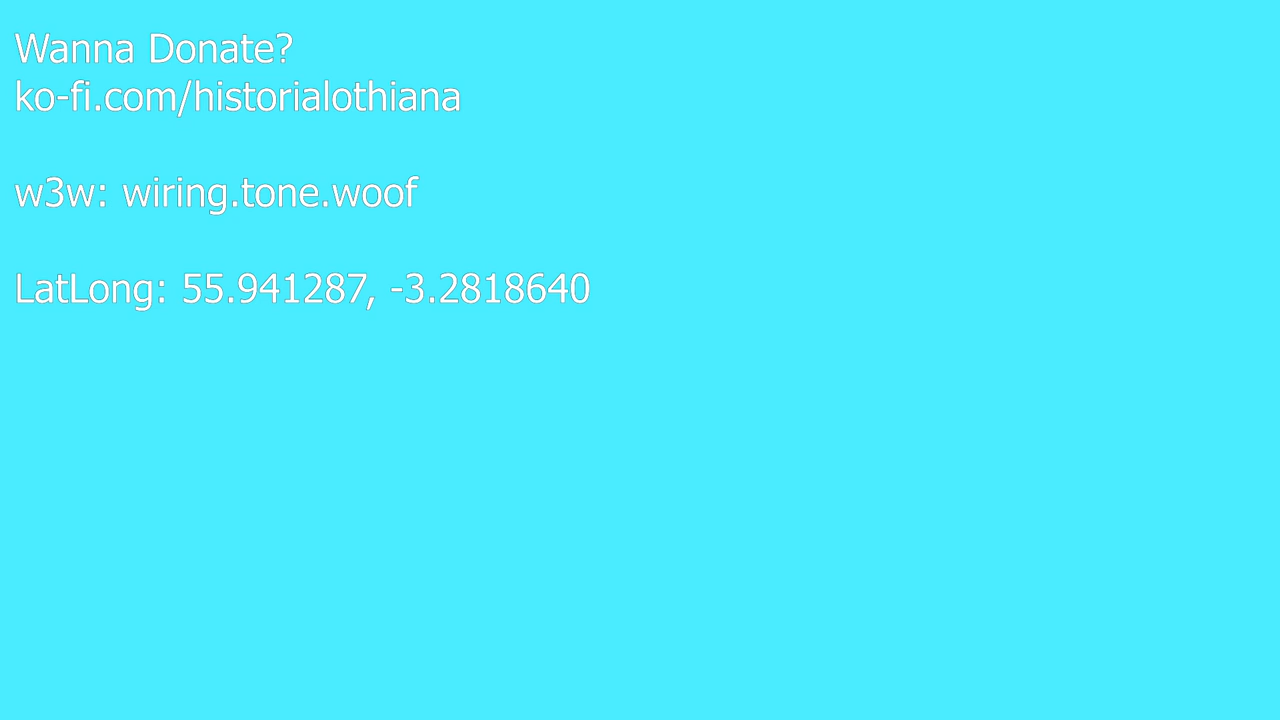 Wanna Donate?
ko-fi.com/historialothiana
w3w: wiring.tone.woof
LatLong: 55.941287, -3.2818640